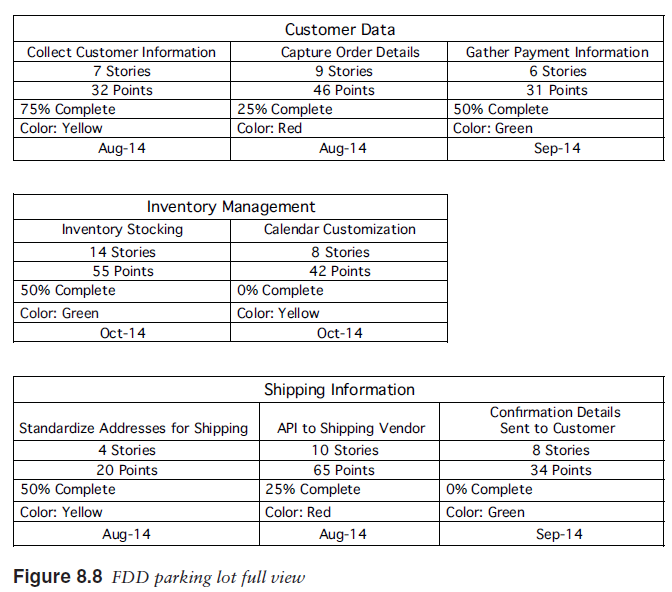 Customer Data
Collect Customer Information Capture Order Details Gather Payment Information
7 Stories 9 Stories 6 Stories
32 Points 46 Points 31 Points
75% Complete 25% Complete 50% Complete
Color: Yellow Color: Red Color: Green
Aug-14 Aug-14 Sep-14
Inventory Management
Inventory Stocking Calendar Customization
14 Stories 8 Stories
55 Points 42 Points
50% Complete 0% Complete
Color: Green Color: Yellow
Oct-14 Oct-14
Shipping Information
Confirmation Details
Standardize Addresses for Shipping API to Shipping Vendor Sent to Customer
4 Stories 10 Stories 8 Stories
20 Points 65 Points 34 Points
50% Complete 25% Complete 0% Complete
Color: Yellow Color: Red Color: Green
Aug-14 Aug-14 Sep-14
Figure 8.8 FDD parking lot full view